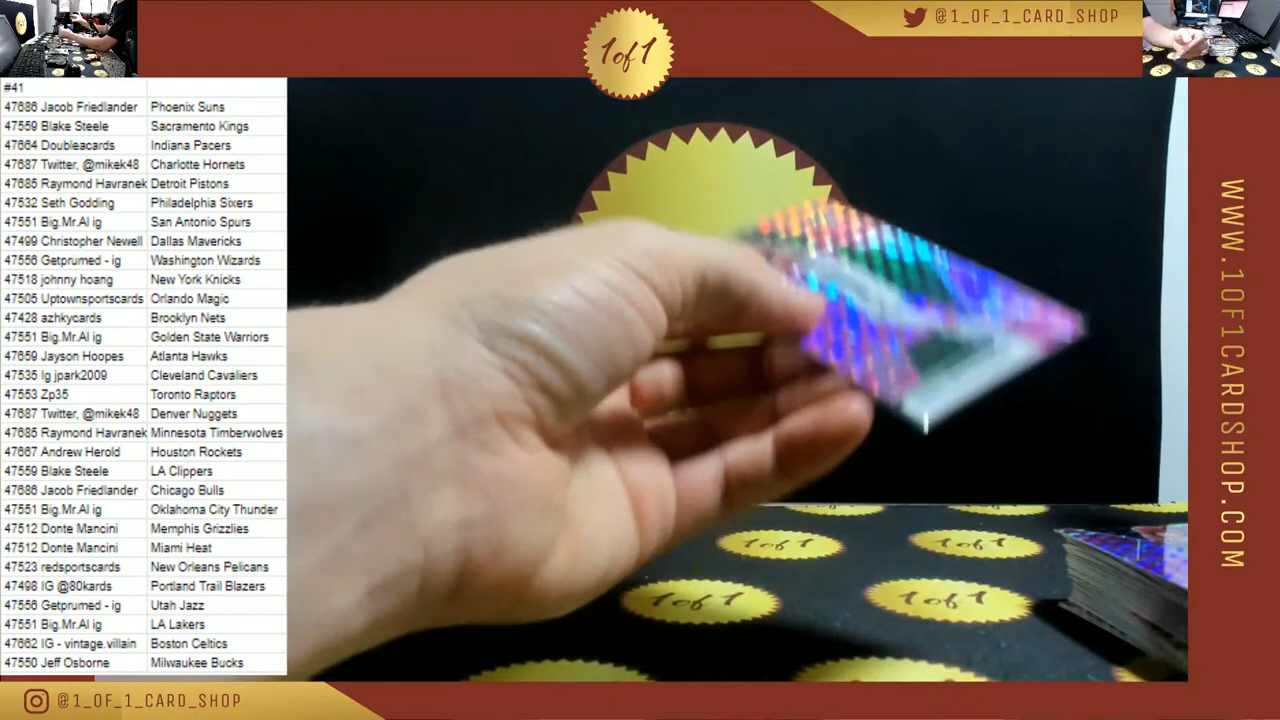 @1_OF_1_CARD_SHOP
1of1
#41
47686 Jacob Friedlander Phoenix Suns
47559 Blake Steele Sacramento Kings
47664 Doubleacards Indiana Pacers
47687 Twitter, @mikek48 Charlotte Hornets
47685 Raymond Havranek Detroit Pistons
47532 Seth Godding Philadelphia Sixers
47551 Big.Mr.Al ig San Antonio Spurs
47499 Christopher Newell Dallas Mavericks
47556 Getprumed - ig Washington Wizards
47518 johnny hoang New York Knicks
47505 Uptownsportscards Orlando Magic
47428 azhkycards Brooklyn Nets
47551 Big.Mr.Al ig Golden State Warriors
47659 Jayson Hoopes Atlanta Hawks
47535 Ig jpark2009 Cleveland Cavaliers
47553 Zp35 Toronto Raptors
47687 Twitter, @mikek48 Denver Nuggets
47685 Raymond Havranek Minnesota Timberwolves
47667 Andrew Herold Houston Rockets
47559 Blake Steele LA Clippers
47686 Jacob Friedlander Chicago Bulls
47551 Big.Mr.Al ig Oklahoma City Thunder
47512 Donte Mancini Memphis Grizzlies
47512 Donte Mancini Miami Heat
47523 redsportscards New Orleans Pelicans
47498 IG @80kards Portland Trail Blazers
47556 Getprumed - ig Utah Jazz
47551 Big.Mr.Al ig LA Lakers
47662 IG - vintage.villain Boston Celtics
47550 Jeff Osborne Milwaukee Bucks
WWW.1OF1CARDSHOP.COM
1of1
1of1
1of1
1of1
@1_OF_1_CARD_SHOP